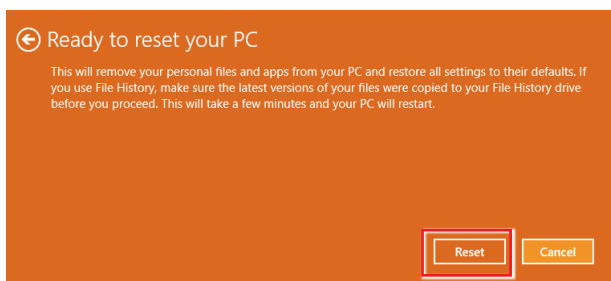 Ready to reset your PC
This will remove your personal files and apps from your PC and restore all settings to their defaults. If
you use File History, make sure the latest versions of your files were copied to your File History drive
before you proceed. This will take a few minutes and your PC will restart.
Reset Cancel